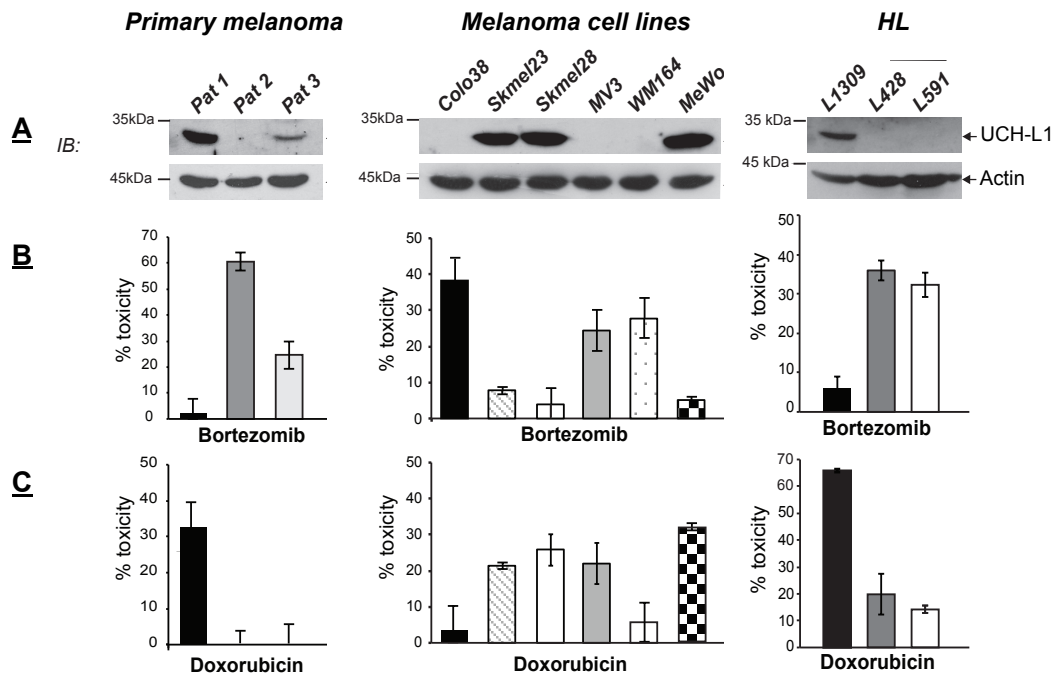 Primary melanoma
Melanoma cell lines
HL
Pat 1
Pat 2
Pat 3
Colo38
Skmel23
Skmel28
MV3
WM164
MeWo
L1309
L428
L591
A
IB:
35kDa
45kDa
35kDa
45kDa
35 kDa
45 kDa
UCH-L1
Actin
B
% toxicity
70
60
50
40
30
20
10
0
Bortezomib
% toxicity
50
40
30
20
10
0
Bortezomib
% toxicity
50
40
30
20
10
0
Bortezomib
C
% toxicity
50
40
30
20
10
0
Doxorubicin
% toxicity
50
40
30
20
10
0
Doxorubicin
% toxicity
70
60
50
40
30
20
10
0
Doxorubicin